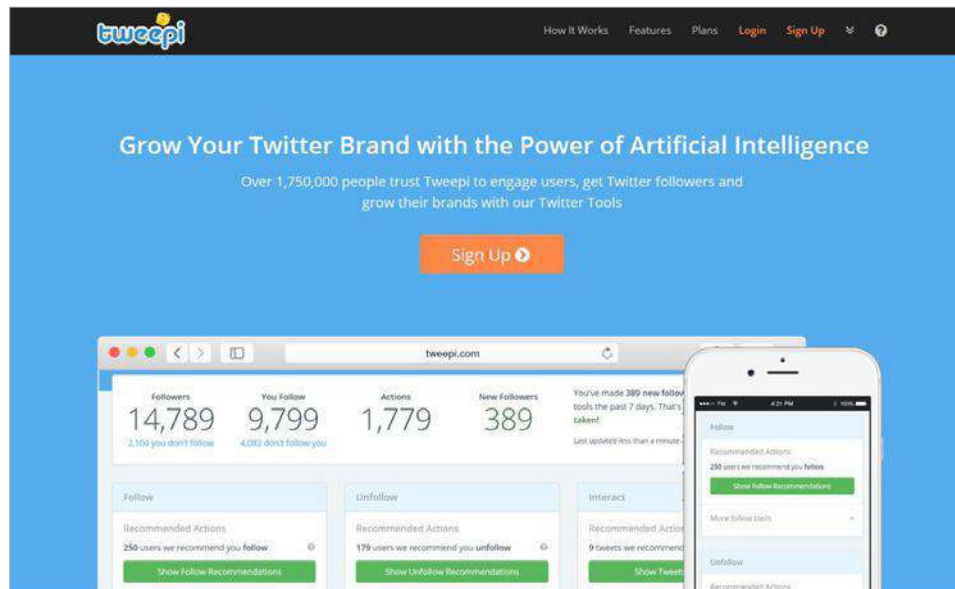 tweepi
How It Works Features Plans Login Sign Up
Grow Your Twitter Brand with the Power of Artificial Intelligence
Over 1,750,000 people trust Tweepi to engage users, get Twitter followers and
grow their brands with our Twitter Tools
Sign Up
tweepi.com
Followers You Follow Actions New Followers
14,789 9,799 1,779 389
2,104 you don't follow 4,082 don't follow you
You've made 389 new follow
tools the past 7 days. That's
taken!
Last updated less than a minute
Follow
Recommended Actions
250 users we recommend you follow
Show Follow Recommendations
Unfollow
Recommended Actions
179 users we recommend you unfollow
Show Unfollow Recommendations
Interact
Recommended Action
9 tweets we recommend
Show Tweets
4:21 PM 100%
Follow
Recommended Actions
250 users we recommend you follow
Show Follow Recommendations
More follow tools
Unfollow
Recommended Actions